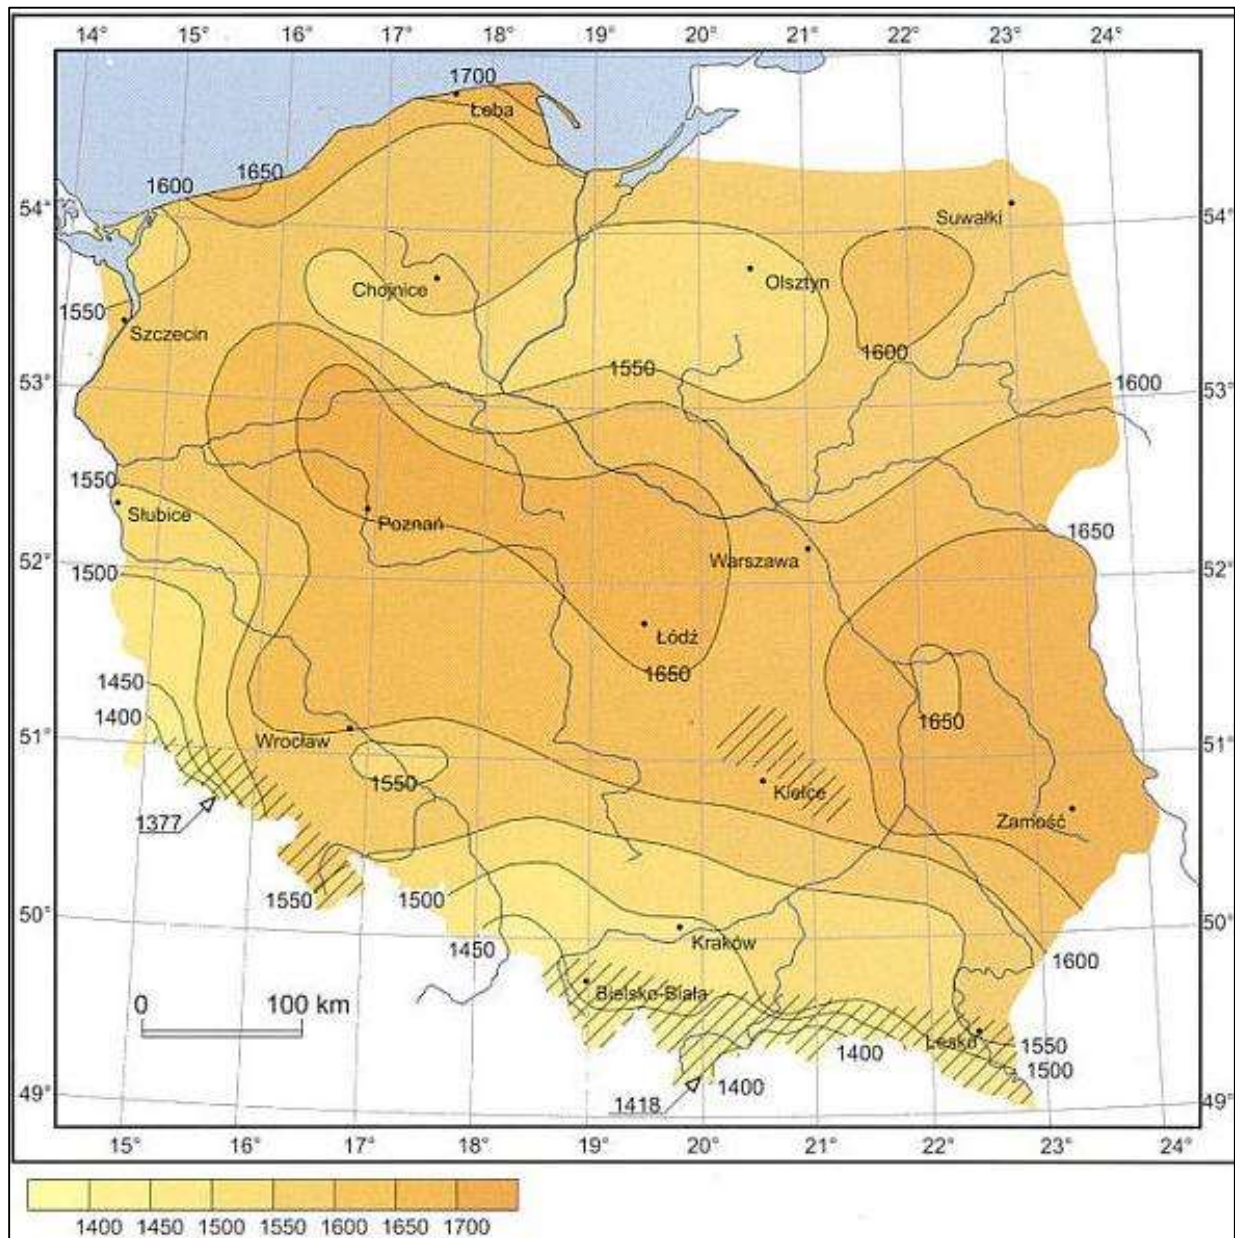 14° 15° 16° 17° 18° 19° 20° 21° 22° 23° 24°
1700
Łeba
1650
1600
54° 54°
Suwałki
Chojnice Olsztyn
1550
Szczecin
1600
1550
1600
53° 53°
1550
Słubice
Poznań
1650
Warszawa
52° 52°
1500
Łódź
1650
1450
1400
1650
51° 51°
Wrocław
1550
Kielce
Zamość
1377
1550
1500
50° 50°
Kraków
1450
1600
Bielsko-Biała
0 100 km
Lesko
1550
1400
1500
1400
1418
49° 49°
15° 16° 17° 18° 19° 20° 21° 22° 23° 24°
1400 1450 1500 1550 1600 1650 1700